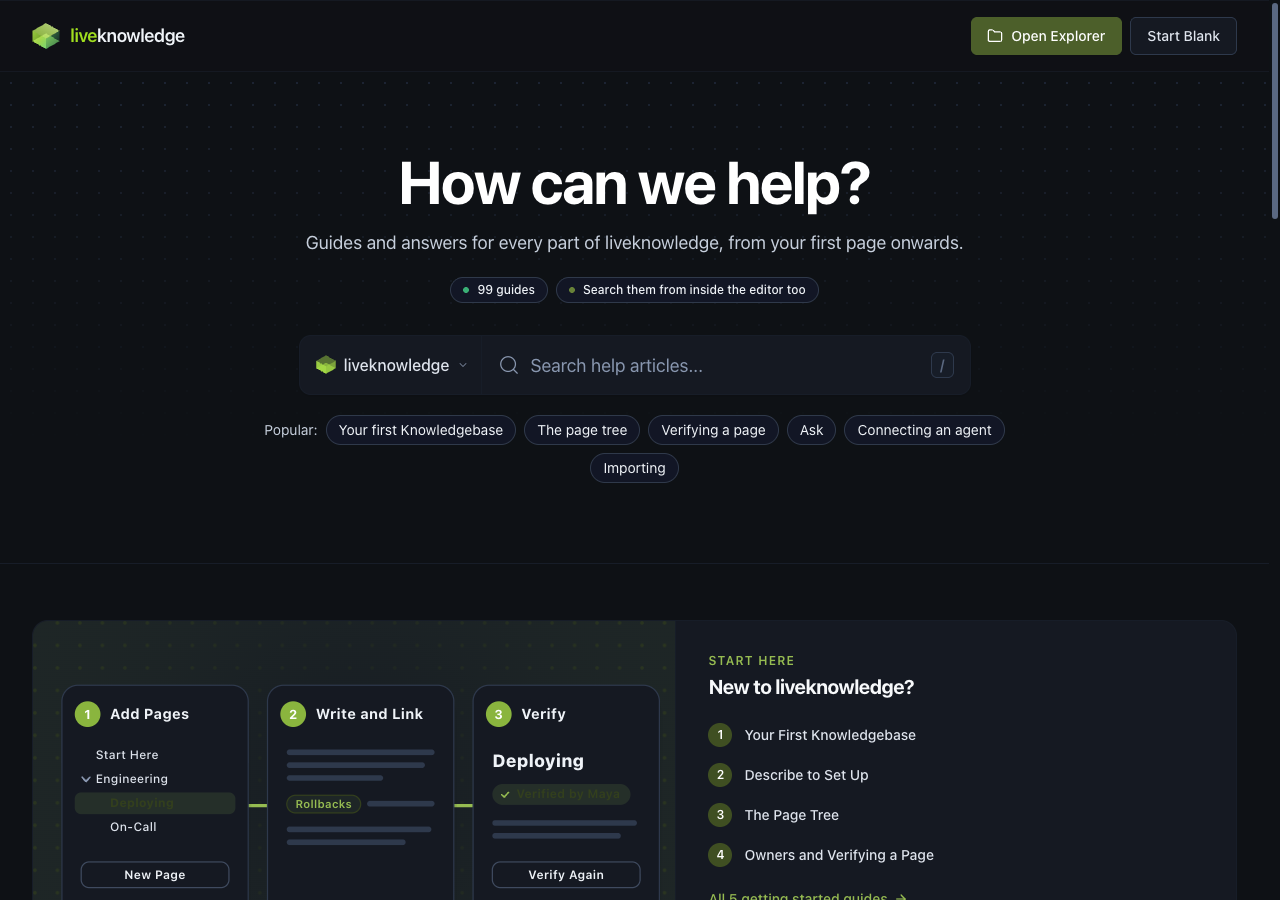 liveknowledge
Open Explorer
Start Blank
How can we help?
Guides and answers for every part of liveknowledge, from your first page onwards.
99 guides
Search them from inside the editor too
liveknowledge
Search help articles...
/
Popular:
Your first Knowledgebase
The page tree
Verifying a page
Ask
Connecting an agent
Importing
1 Add Pages
Start Here
Engineering
Deploying
On-Call
New Page
2 Write and Link
Rollbacks
3 Verify
Deploying
Verified by Maya
Verify Again
START HERE
New to liveknowledge?
1 Your First Knowledgebase
2 Describe to Set Up
3 The Page Tree
4 Owners and Verifying a Page
All 5 getting started guides →